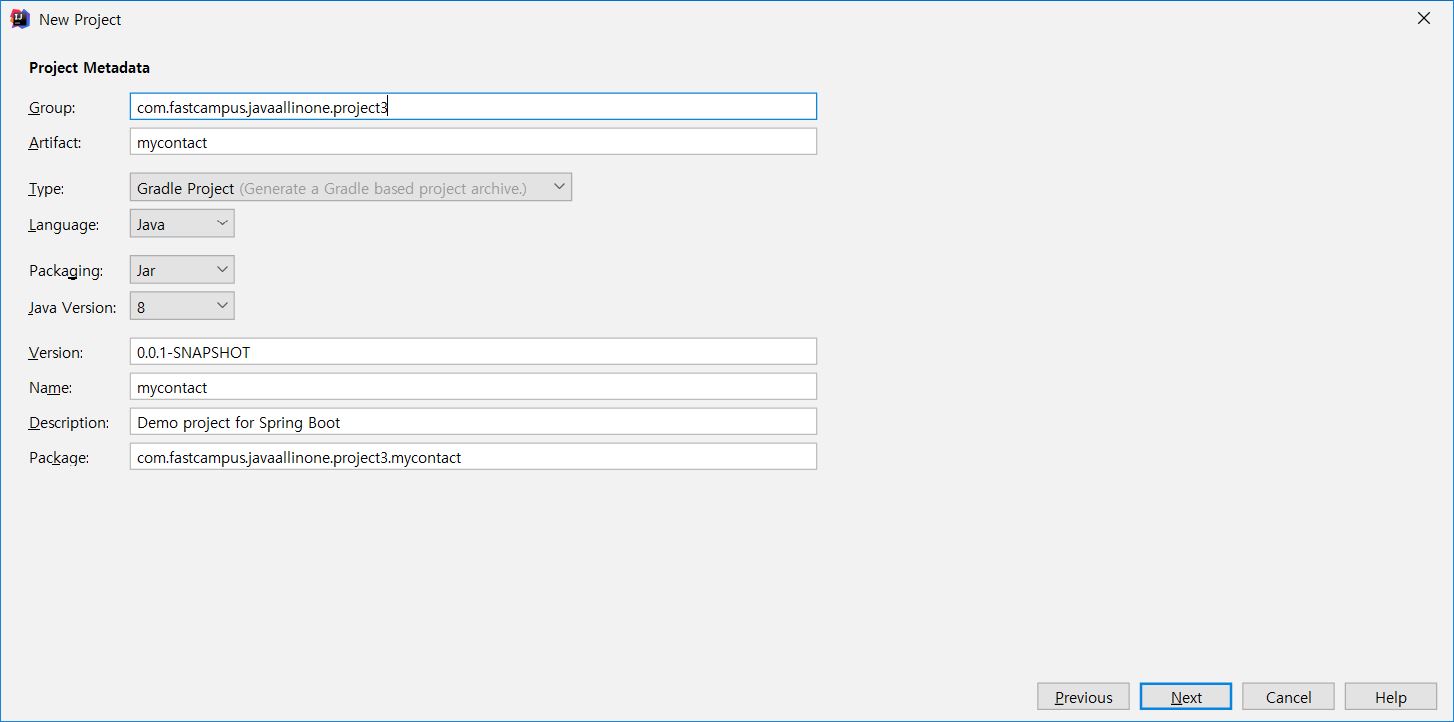 New Project
Project Metadata
Group: com.fastcampus.javaallinone.project3
Artifact: mycontact
Type: Gradle Project (Generate a Gradle based project archive.)
Language: Java
Packaging: Jar
Java Version: 8
Version: 0.0.1-SNAPSHOT
Name: mycontact
Description: Demo project for Spring Boot
Package: com.fastcampus.javaallinone.project3.mycontact
Previous Next Cancel Help